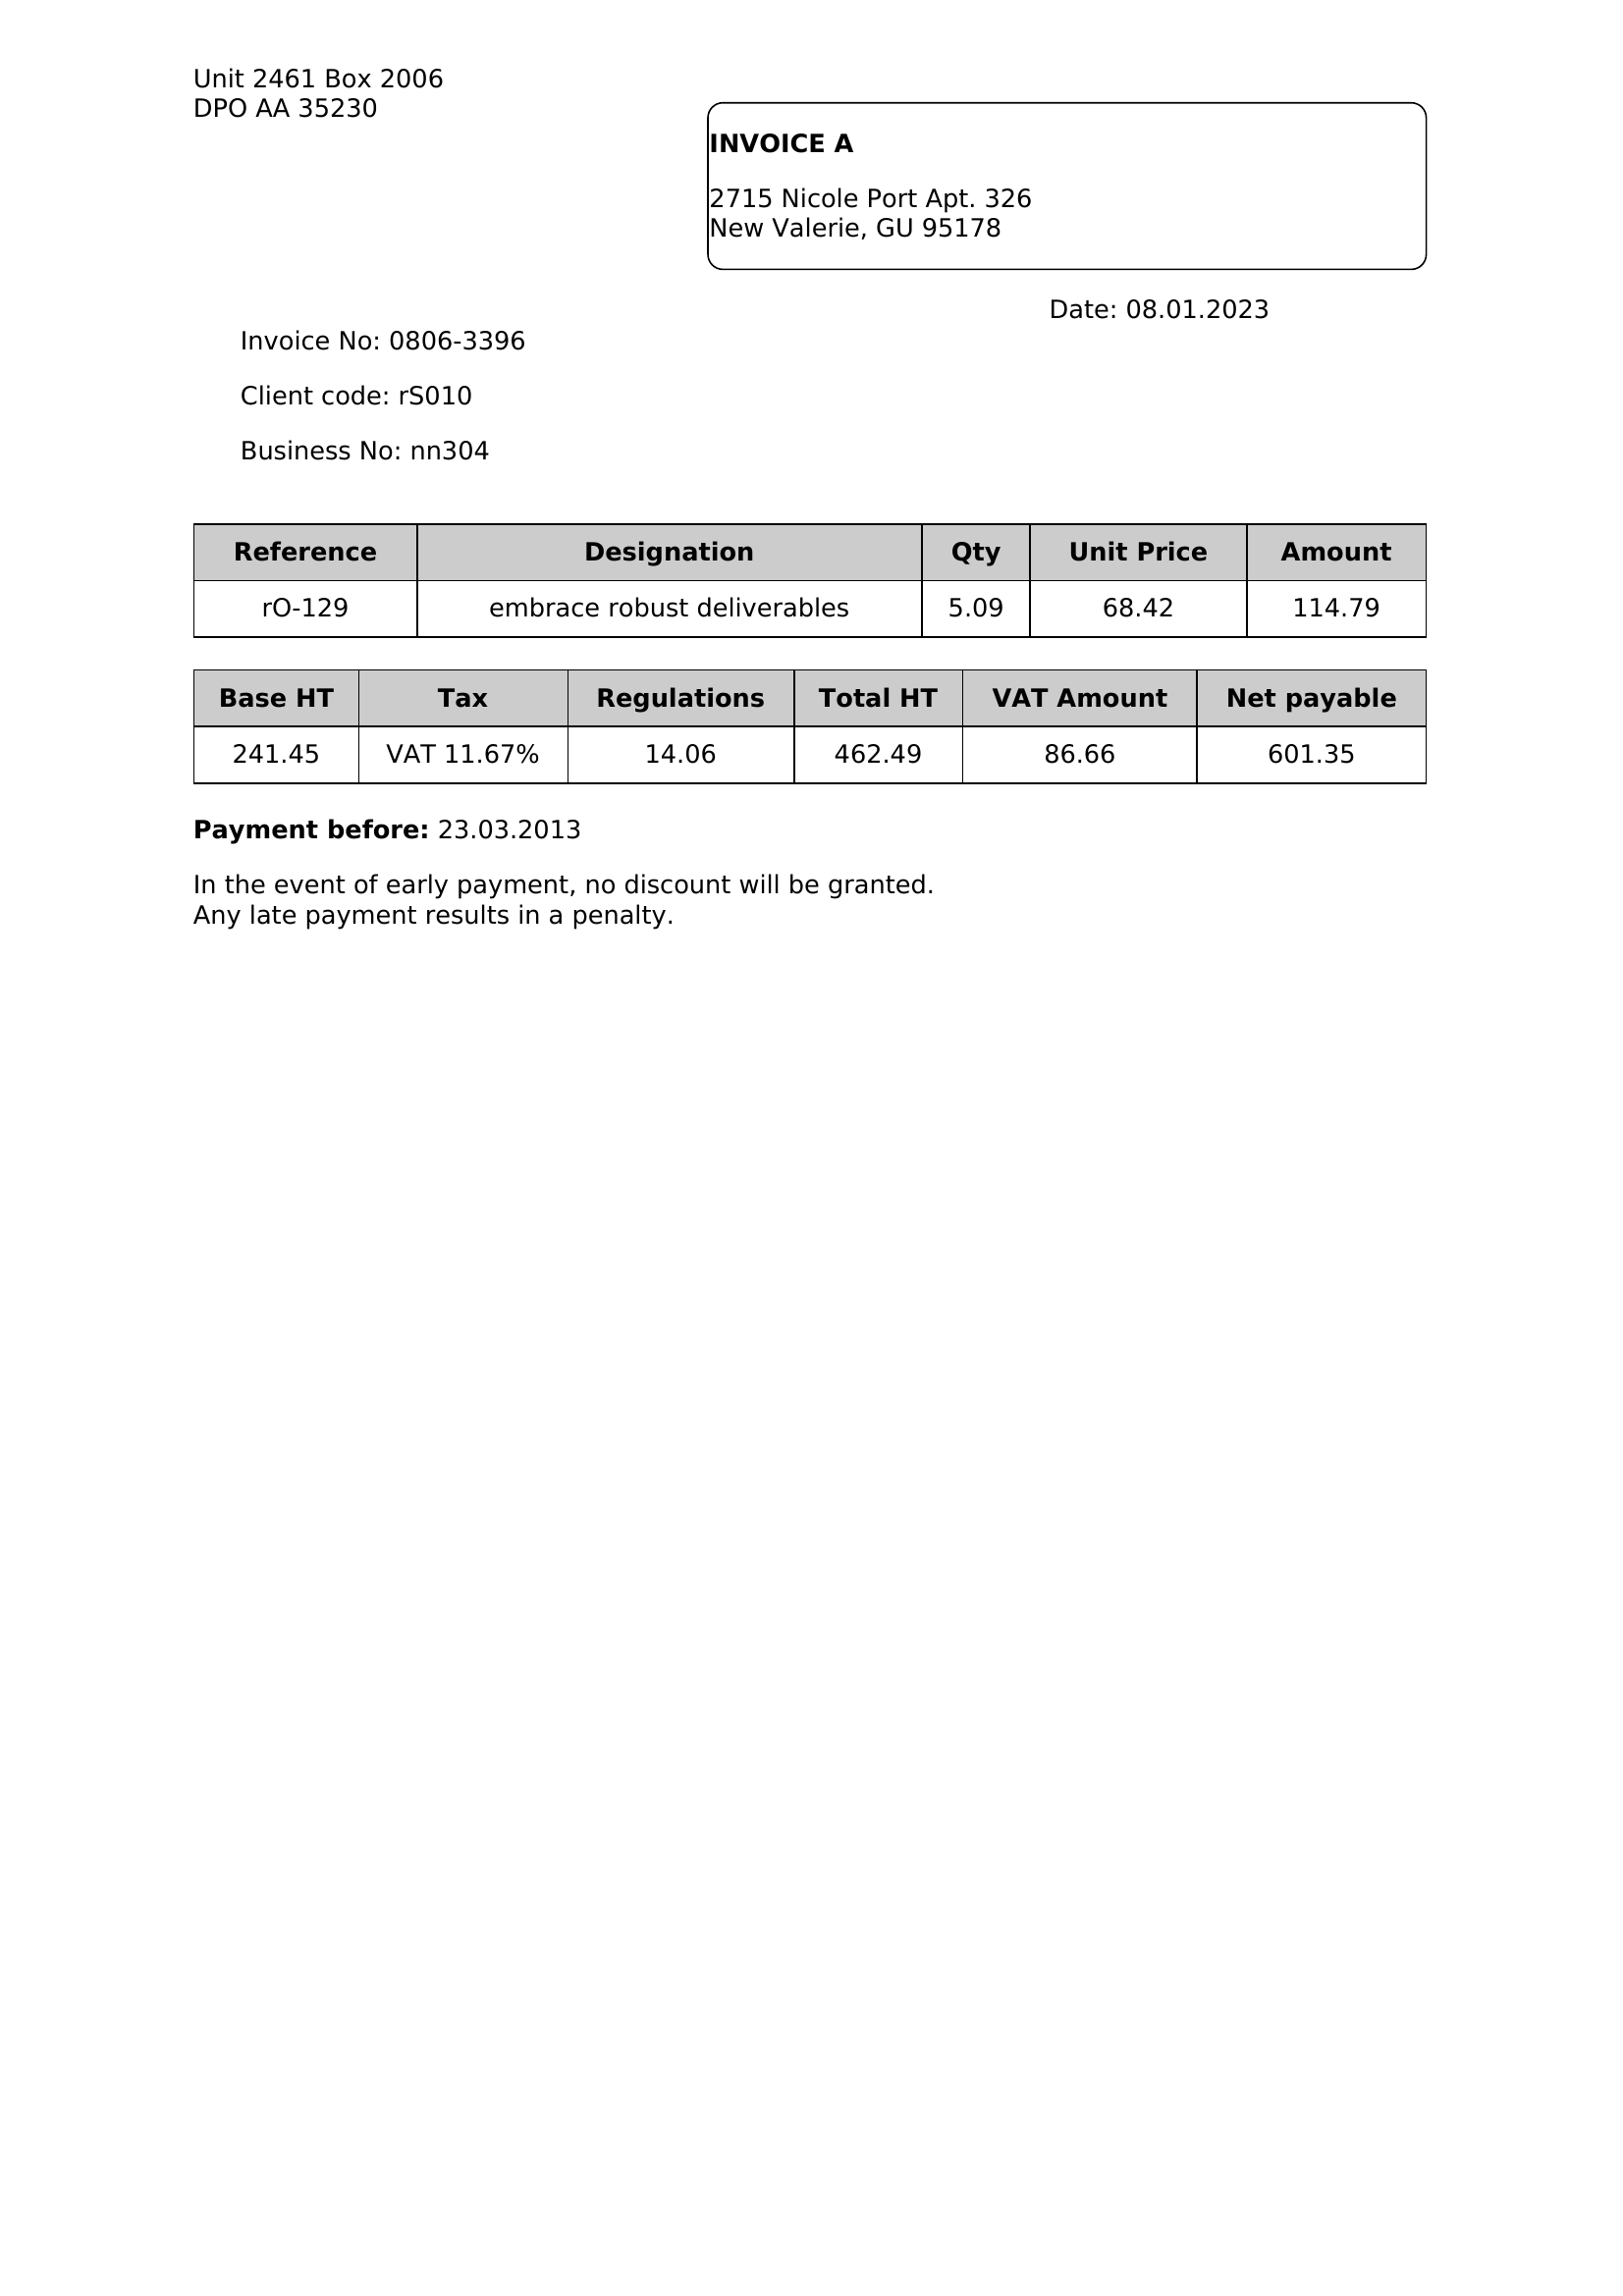 Unit 2461 Box 2006
DPO AA 35230
INVOICE A
2715 Nicole Port Apt. 326
New Valerie, GU 95178
Date: 08.01.2023
Invoice No: 0806-3396
Client code: rS010
Business No: nn304
Reference Designation Qty Unit Price Amount
rO-129 embrace robust deliverables 5.09 68.42 114.79
Base HT Tax Regulations Total HT VAT Amount Net payable
241.45 VAT 11.67% 14.06 462.49 86.66 601.35
Payment before: 23.03.2013
In the event of early payment, no discount will be granted.
Any late payment results in a penalty.